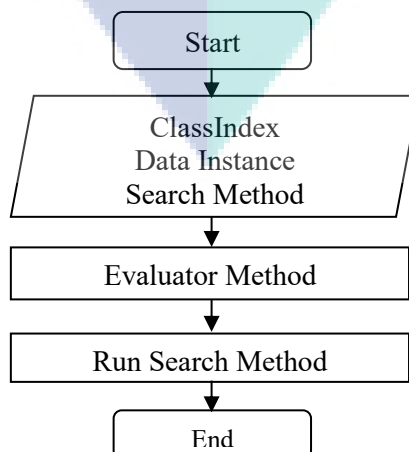 Start
ClassIndex
Data Instance
Search Method
Evaluator Method
Run Search Method
End